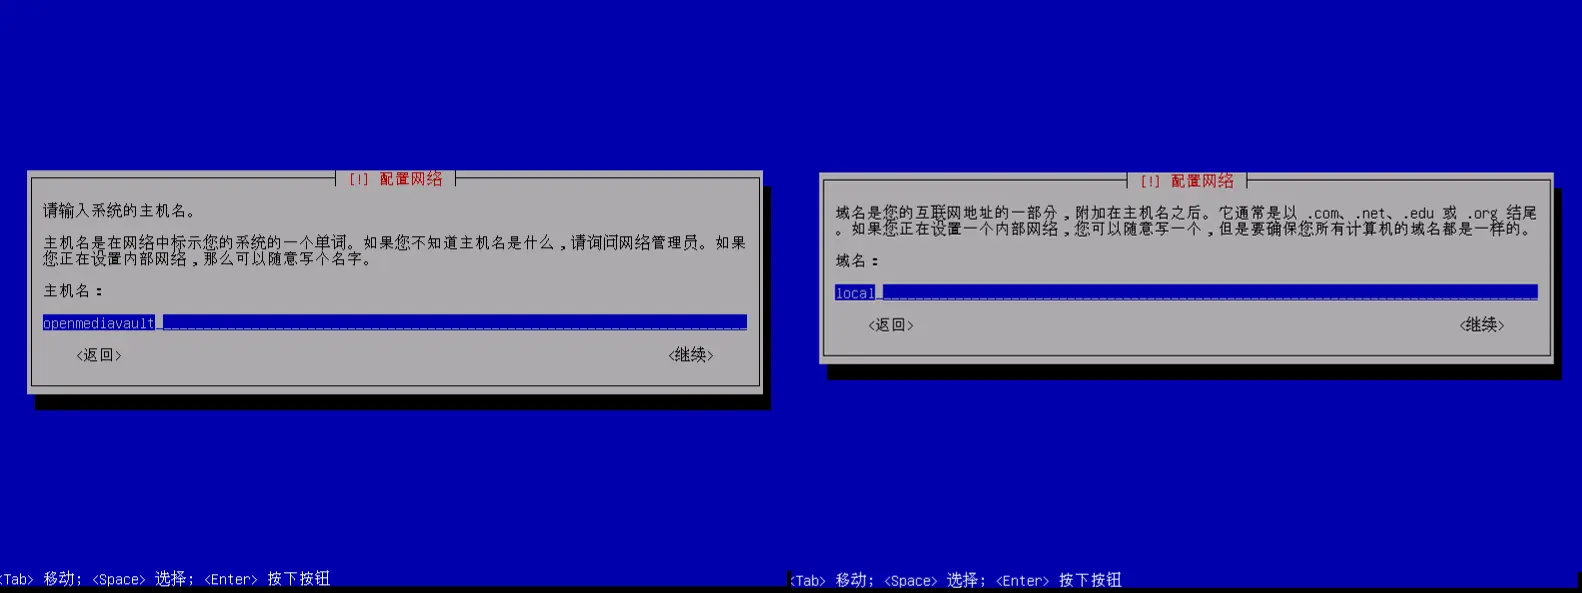 [!] 配置网络
请输入系统的主机名。
主机名是在网络中标示您的系统的一个单词。如果您不知道主机名是什么，请询问网络管理员。如果
您正在设置内部网络，那么可以随意写个名字。
主机名：
openmediavault
<返回>
<继续>
<Tab> 移动; <Space> 选择; <Enter> 按下按钮
[!] 配置网络
域名是您的互联网地址的一部分，附加在主机名之后。它通常是以 .com、.net、.edu 或 .org 结尾
。如果您正在设置一个内部网络，您可以随意写一个，但是要确保您所有计算机的域名都是一样的。
域名：
local
<返回>
<继续>
<Tab> 移动; <Space> 选择; <Enter> 按下按钮